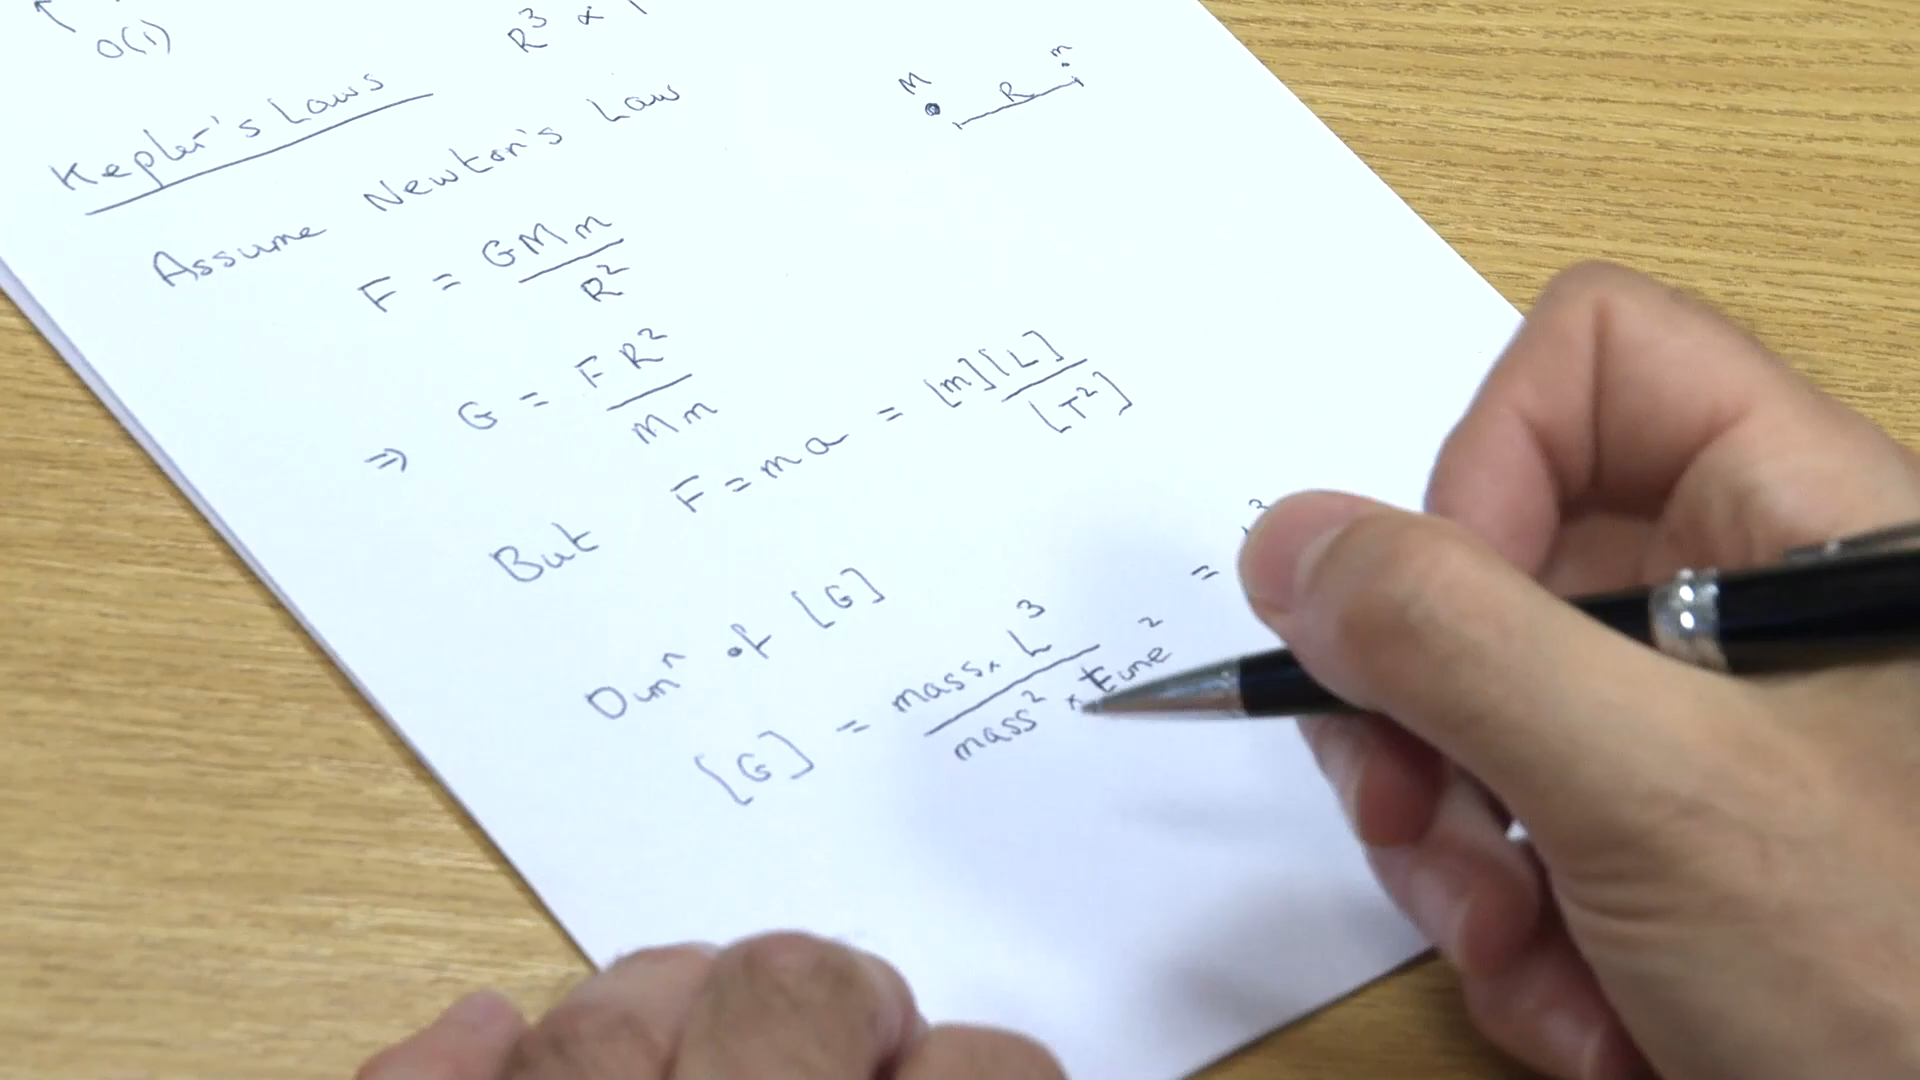 O(1)
R³ ∝
Kepler's Laws
M R m
Assume Newton's Law
F = GMm / R²
⇒ G = F R² / Mm
But F = ma = [m][L] / [T²]
Dimⁿ of [G]
[G] = mass × L³ / mass² × time² =